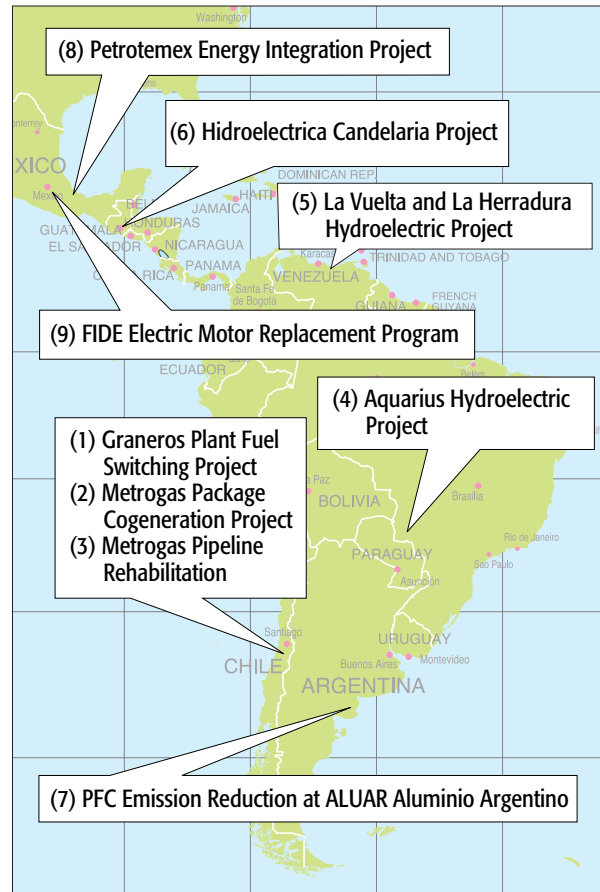 Washington
(8) Petrotemex Energy Integration Project
(6) Hidroelectrica Candelaria Project
Monterrey
XICO
Mexico
DOMINICAN REP.
HAITI
JAMAICA
(5) La Vuelta and La Herradura
Hydroelectric Project
HONDURAS
GUATEMALA
EL SALVADOR
NICARAGUA
RICA
PANAMA
Panama
Karacas
VENEZUELA
TRINIDAD AND TOBAGO
Santa Fe
de Bogotá
GUIANA
FRENCH
GUYANA
(9) FIDE Electric Motor Replacement Program
ECUADOR
Belém
(4) Aquarius Hydroelectric
Project
(1) Graneros Plant Fuel
Switching Project
(2) Metrogas Package
Cogeneration Project
(3) Metrogas Pipeline
Rehabilitation
Paz
BOLIVIA
Brasília
PARAGUAY
Asunción
Rio de Janeiro
Sao Paulo
Santiago
CHILE
URUGUAY
Buenos Aires
Montevideo
ARGENTINA
(7) PFC Emission Reduction at ALUAR Aluminio Argentino